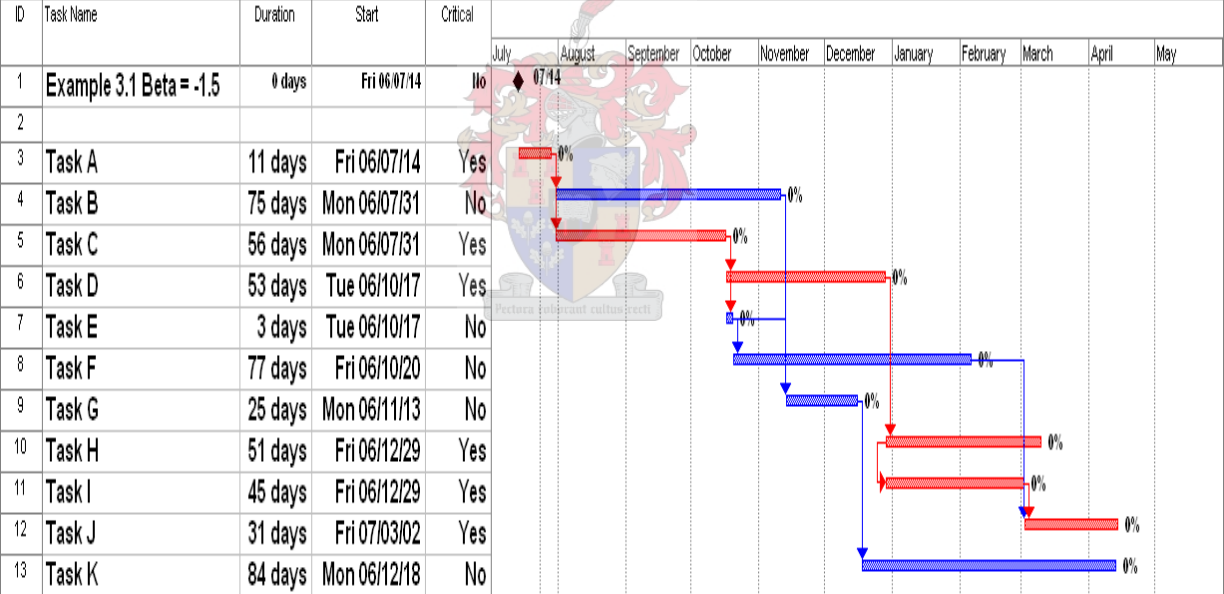 ID Task Name Duration Start Critical
July August September October November December January February March April May
1 Example 3.1 Beta = -1.5 0 days Fri 06/07/14 No 07/14
2
3 Task A 11 days Fri 06/07/14 Yes 0%
4 Task B 75 days Mon 06/07/31 No 0%
5 Task C 56 days Mon 06/07/31 Yes 0%
6 Task D 53 days Tue 06/10/17 Yes 0%
Pectora roborant cultus recti
7 Task E 3 days Tue 06/10/17 No 0%
8 Task F 77 days Fri 06/10/20 No 0%
9 Task G 25 days Mon 06/11/13 No 0%
10 Task H 51 days Fri 06/12/29 Yes 0%
11 Task I 45 days Fri 06/12/29 Yes 0%
12 Task J 31 days Fri 07/03/02 Yes 0%
13 Task K 84 days Mon 06/12/18 No 0%